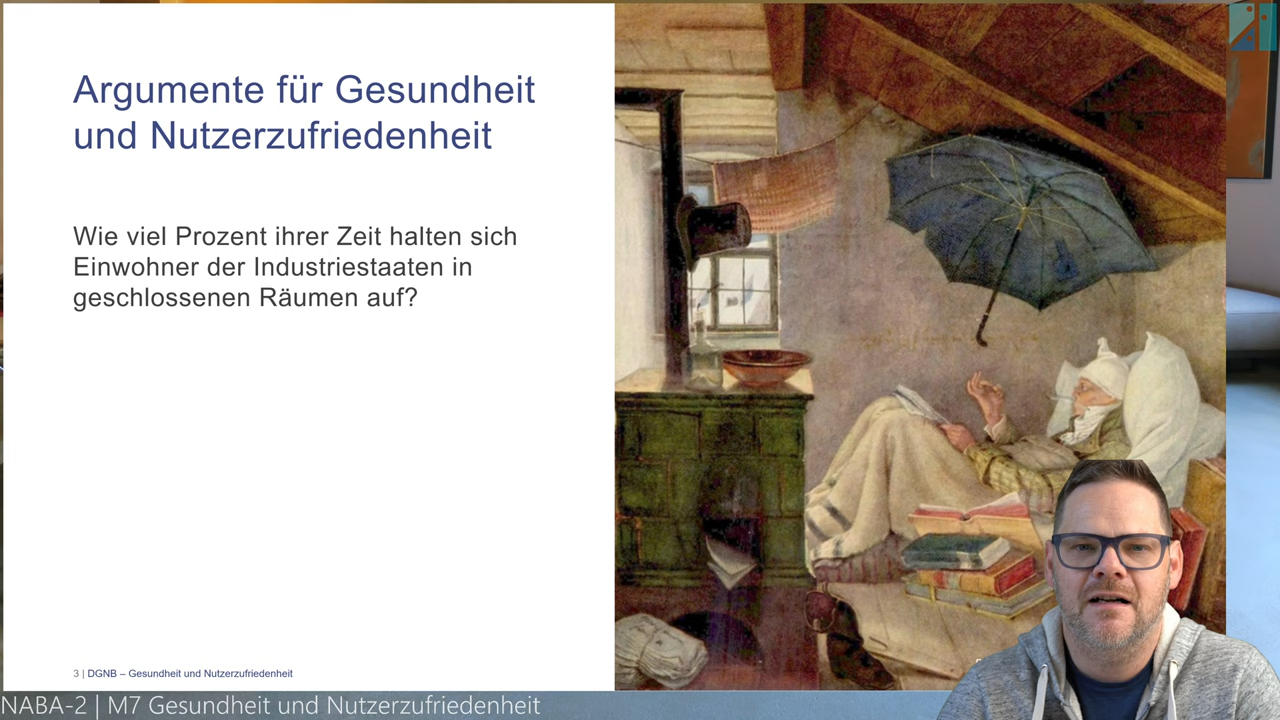 Argumente für Gesundheit
und Nutzerzufriedenheit
Wie viel Prozent ihrer Zeit halten sich
Einwohner der Industriestaaten in
geschlossenen Räumen auf?
3 | DGNB – Gesundheit und Nutzerzufriedenheit
NABA-2 | M7 Gesundheit und Nutzerzufriedenheit